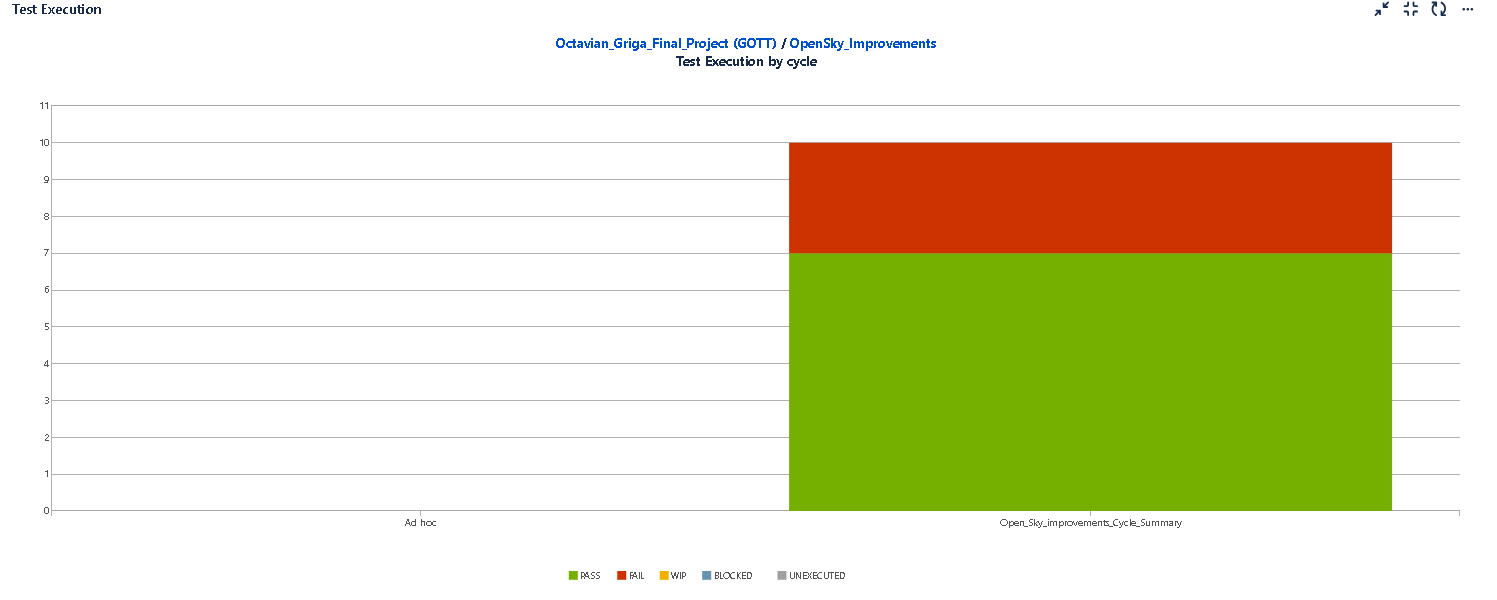 Test Execution
Octavian_Griga_Final_Project (GOTT) / OpenSky_Improvements
Test Execution by cycle
11
10
9
8
7
6
5
4
3
2
1
0
Ad hoc
Open_Sky_improvements_Cycle_Summary
PASS FAIL WIP BLOCKED UNEXECUTED